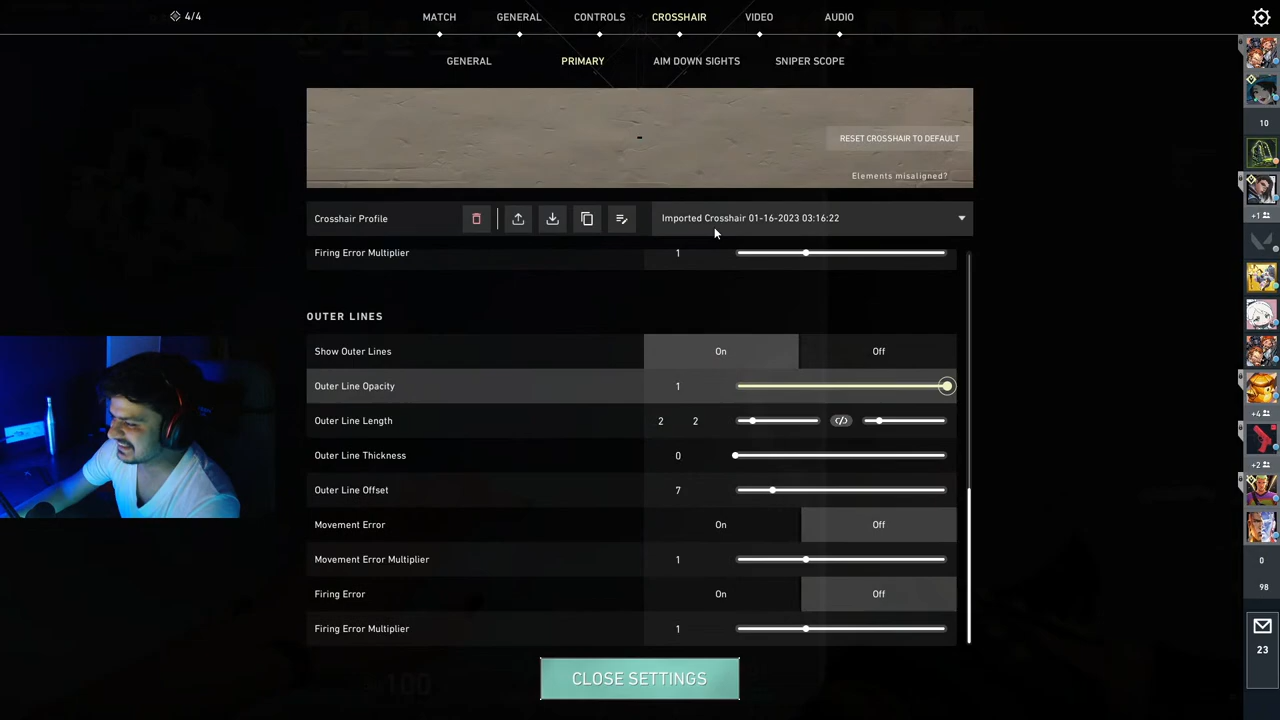 4/4
MATCH GENERAL CONTROLS CROSSHAIR VIDEO AUDIO
GENERAL PRIMARY AIM DOWN SIGHTS SNIPER SCOPE
RESET CROSSHAIR TO DEFAULT
Elements misaligned?
Crosshair Profile Imported Crosshair 01-16-2023 03:16:22
Firing Error Multiplier 1
OUTER LINES
Show Outer Lines On Off
Outer Line Opacity 1
Outer Line Length 2 2
Outer Line Thickness 0
Outer Line Offset 7
Movement Error On Off
Movement Error Multiplier 1
Firing Error On Off
Firing Error Multiplier 1
CLOSE SETTINGS
100
10
+1
+4
+2
0
98
23